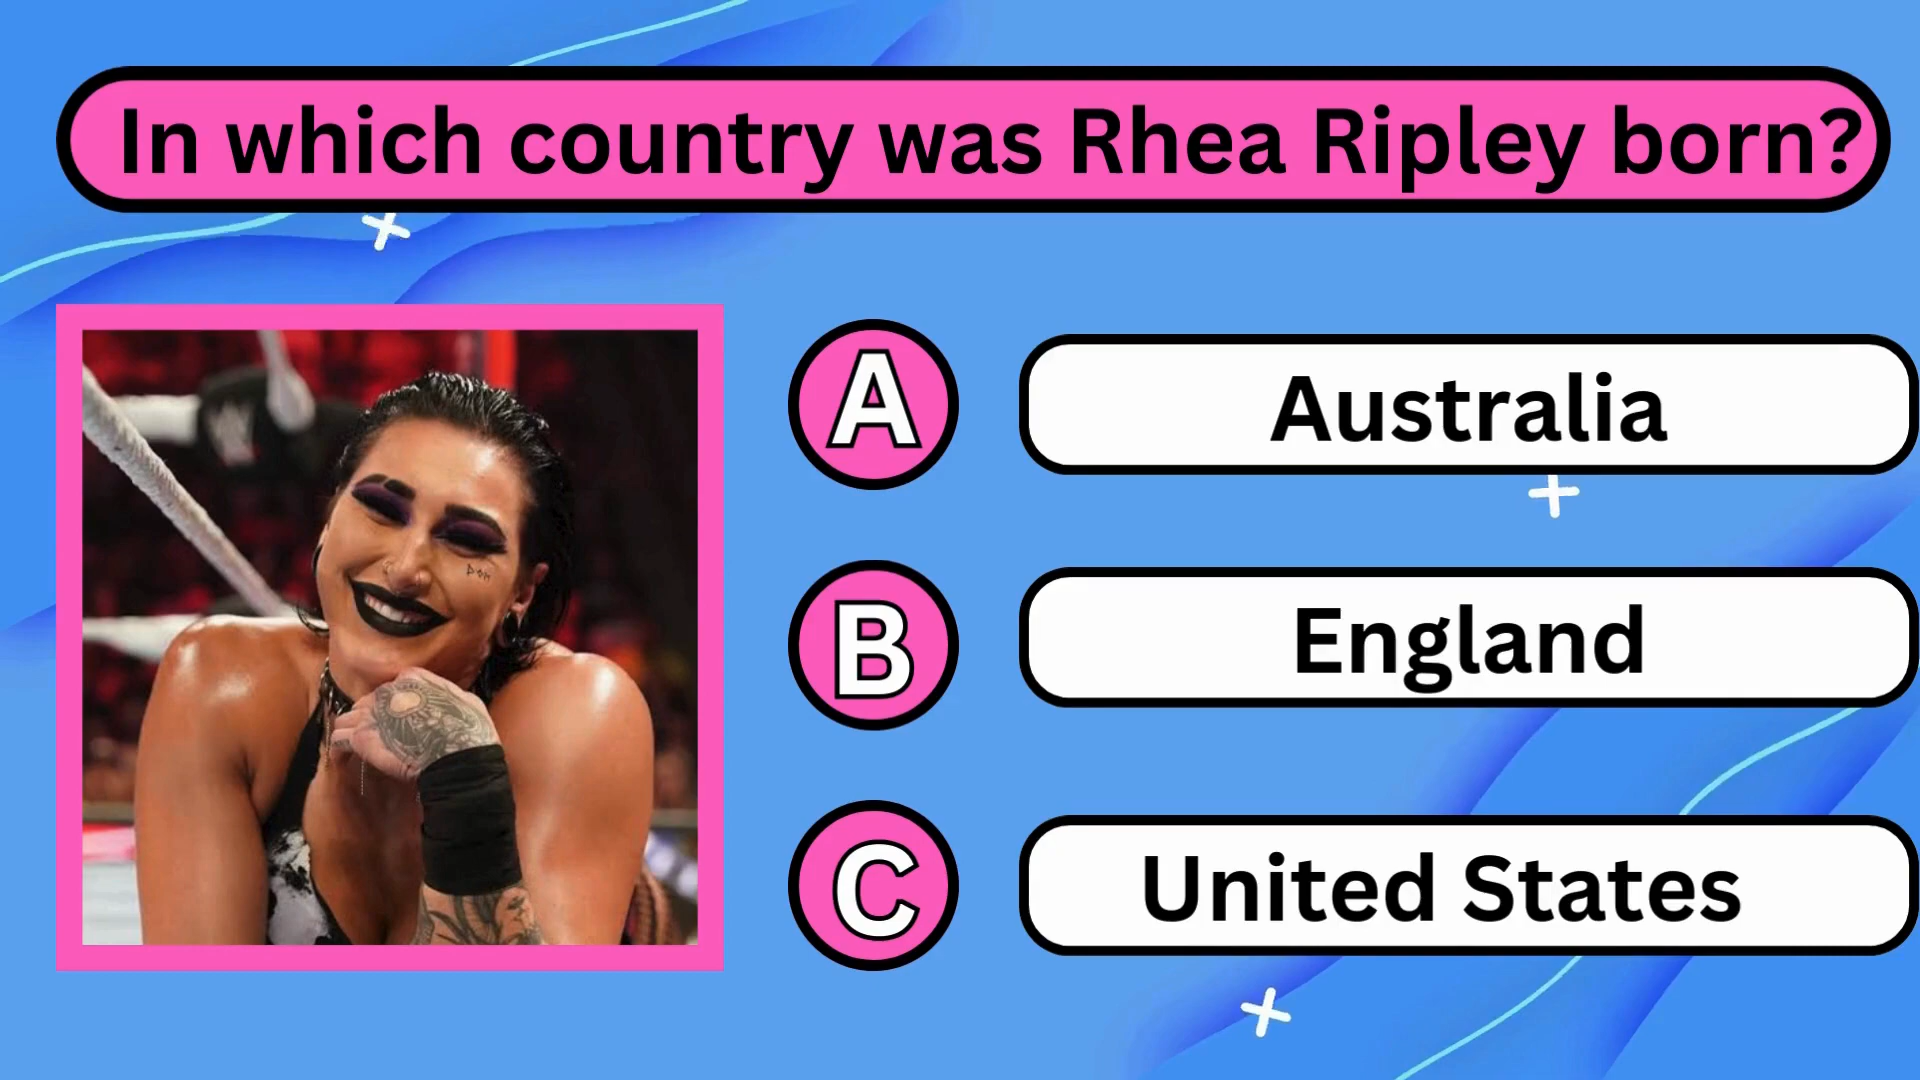 In which country was Rhea Ripley born?
A
Australia
B
England
C
United States